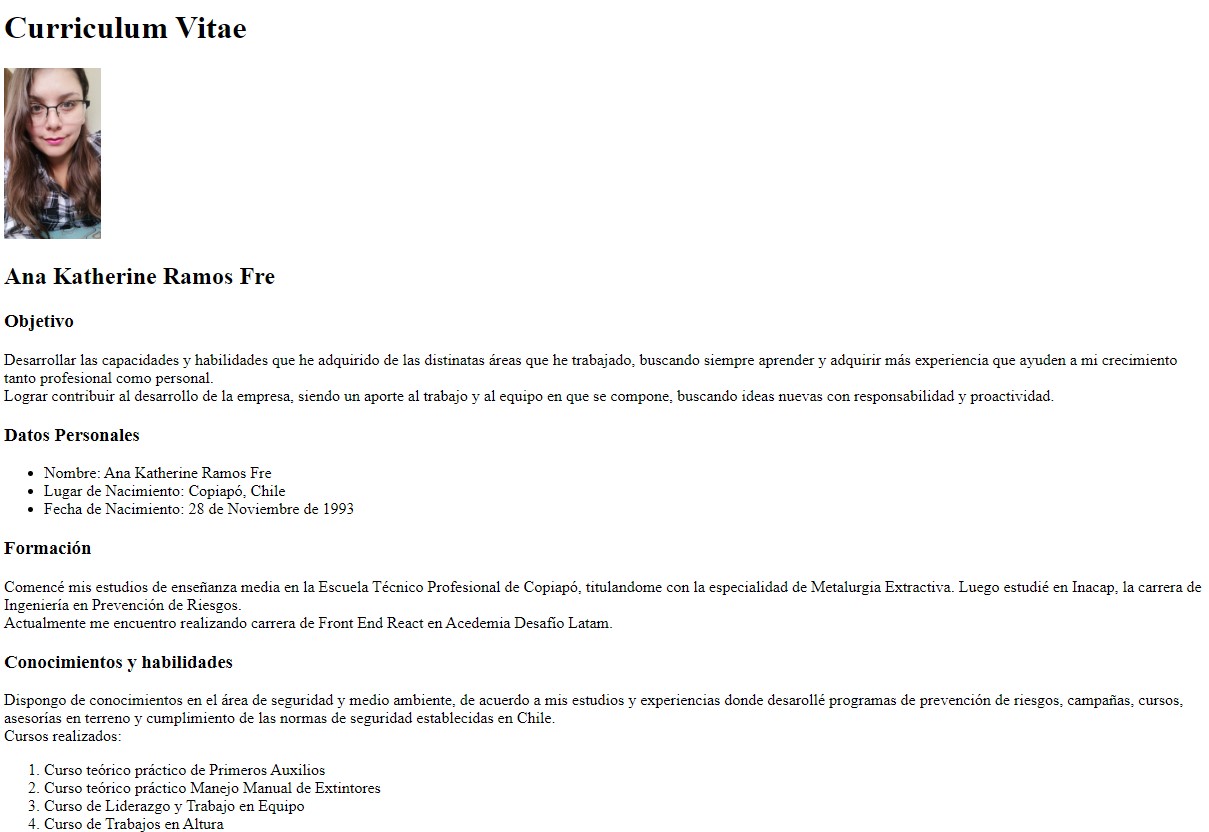 Curriculum Vitae
Ana Katherine Ramos Fre
Objetivo
Desarrollar las capacidades y habilidades que he adquirido de las distinatas áreas que he trabajado, buscando siempre aprender y adquirir más experiencia que ayuden a mi crecimiento
tanto profesional como personal.
Lograr contribuir al desarrollo de la empresa, siendo un aporte al trabajo y al equipo en que se compone, buscando ideas nuevas con responsabilidad y proactividad.
Datos Personales
• Nombre: Ana Katherine Ramos Fre
• Lugar de Nacimiento: Copiapó, Chile
• Fecha de Nacimiento: 28 de Noviembre de 1993
Formación
Comencé mis estudios de enseñanza media en la Escuela Técnico Profesional de Copiapó, titulandome con la especialidad de Metalurgia Extractiva. Luego estudié en Inacap, la carrera de
Ingeniería en Prevención de Riesgos.
Actualmente me encuentro realizando carrera de Front End React en Acedemia Desafío Latam.
Conocimientos y habilidades
Dispongo de conocimientos en el área de seguridad y medio ambiente, de acuerdo a mis estudios y experiencias donde desarollé programas de prevención de riesgos, campañas, cursos,
asesorías en terreno y cumplimiento de las normas de seguridad establecidas en Chile.
Cursos realizados:
1. Curso teórico práctico de Primeros Auxilios
2. Curso teórico práctico Manejo Manual de Extintores
3. Curso de Liderazgo y Trabajo en Equipo
4. Curso de Trabajos en Altura